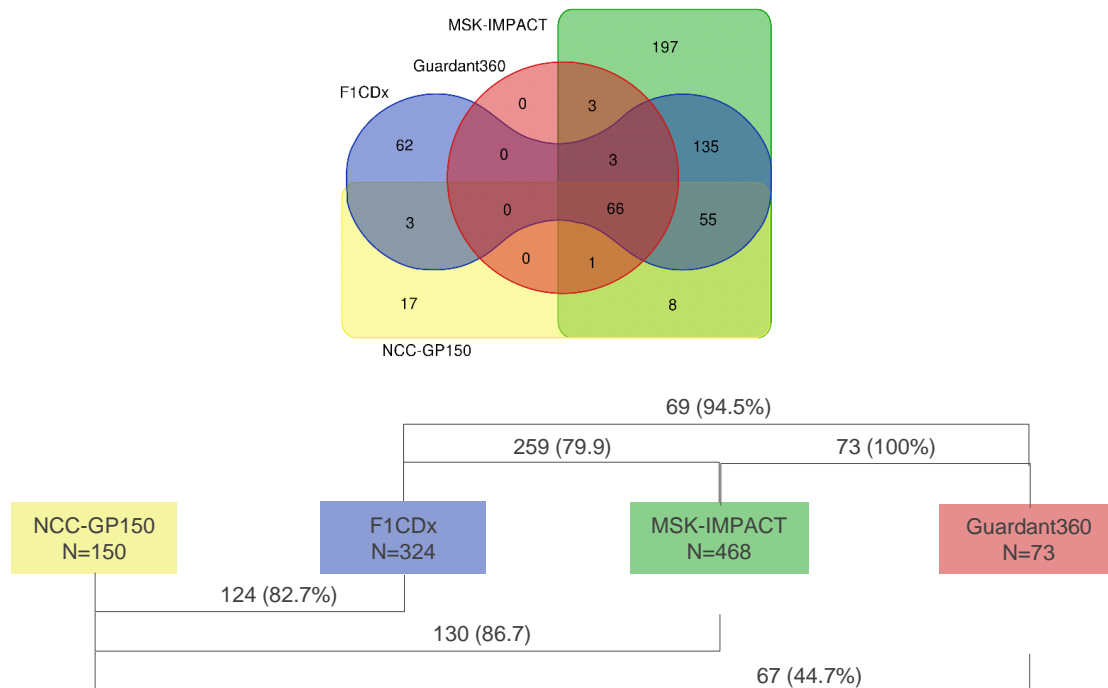 MSK-IMPACT
197
Guardant360
F1CDx
0
3
62
0
3
135
3
0
66
55
0
1
17
8
NCC-GP150
69 (94.5%)
259 (79.9)
73 (100%)
NCC-GP150
N=150
F1CDx
N=324
MSK-IMPACT
N=468
Guardant360
N=73
124 (82.7%)
130 (86.7)
67 (44.7%)